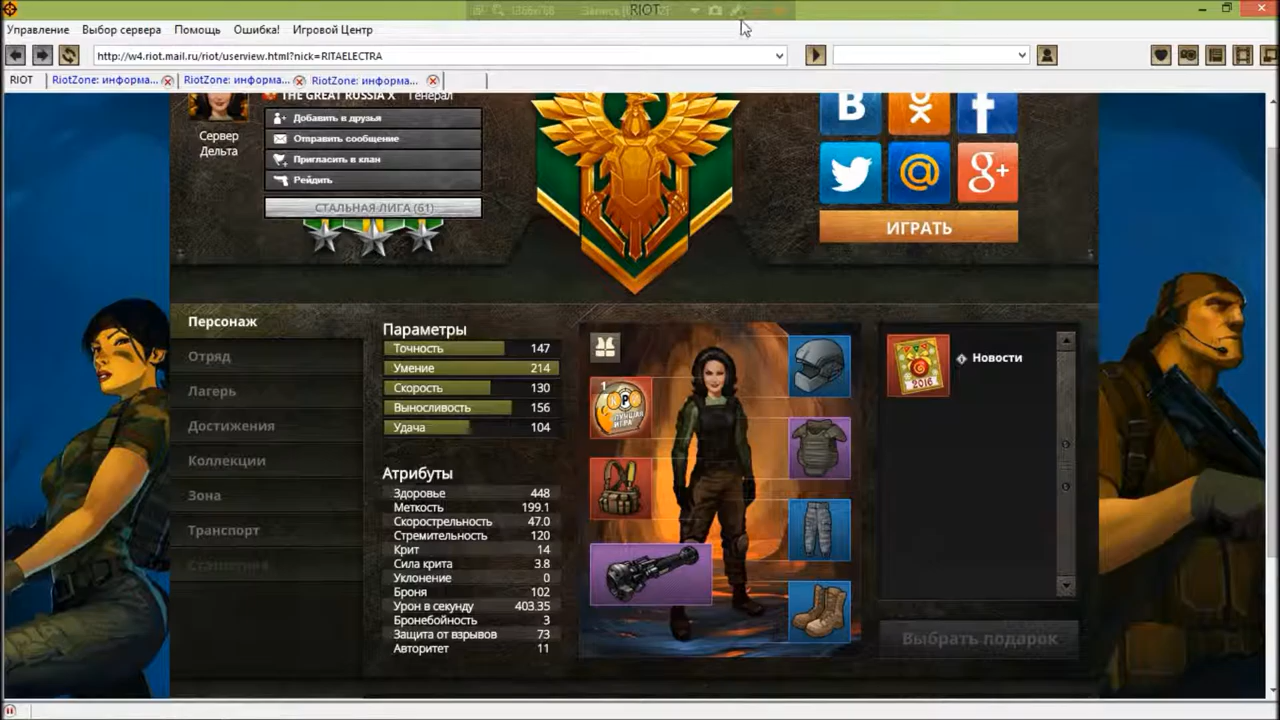 RIOT
Управление Выбор сервера Помощь Ошибка! Игровой Центр
http://w4.riot.mail.ru/riot/userview.html?nick=RITAELECTRA
RIOT RiotZone: информа... RiotZone: информа... RiotZone: информа...
THE GREAT RUSSIA X Генерал
Сервер
Дельта
Добавить в друзья
Отправить сообщение
Пригласить в клан
Рейдить
СТАЛЬНАЯ ЛИГА (61)
В f
@ g+
ИГРАТЬ
Персонаж
Отряд
Лагерь
Достижения
Коллекции
Зона
Транспорт
Статистика
Параметры
Точность 147
Умение 214
Скорость 130
Выносливость 156
Удача 104
Атрибуты
Здоровье 448
Меткость 199.1
Скорострельность 47.0
Стремительность 120
Крит 14
Сила крита 3.8
Уклонение 0
Броня 102
Урон в секунду 403.35
Бронебойность 3
Защита от взрывов 73
Авторитет 11
1
ЛУЧШАЯ
ИГРА
2016
Новости
Выбрать подарок